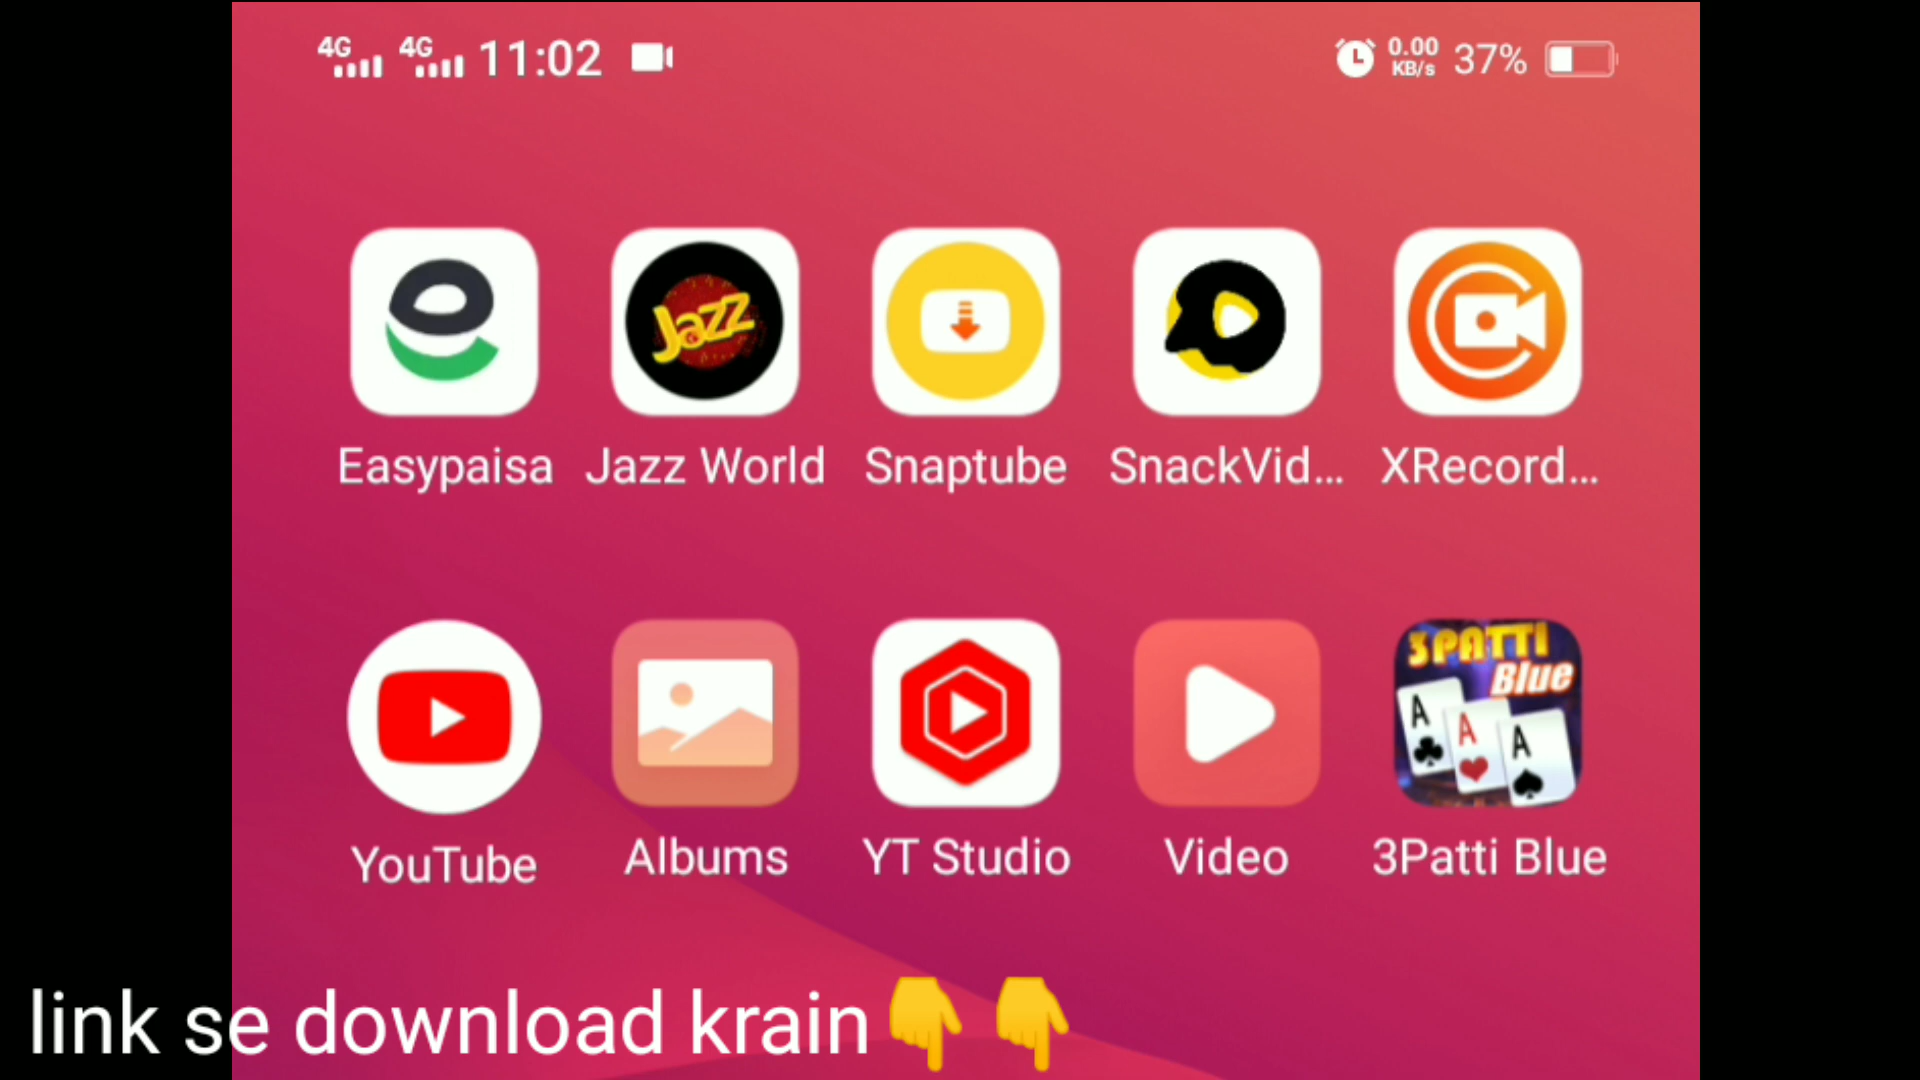 4G 4G 11:02 0.00 KB/s 37%
Jazz
Easypaisa Jazz World Snaptube SnackVid... XRecord...
3PATTI
Blue
A A A
YouTube Albums YT Studio Video 3Patti Blue
link se download krain👇👇